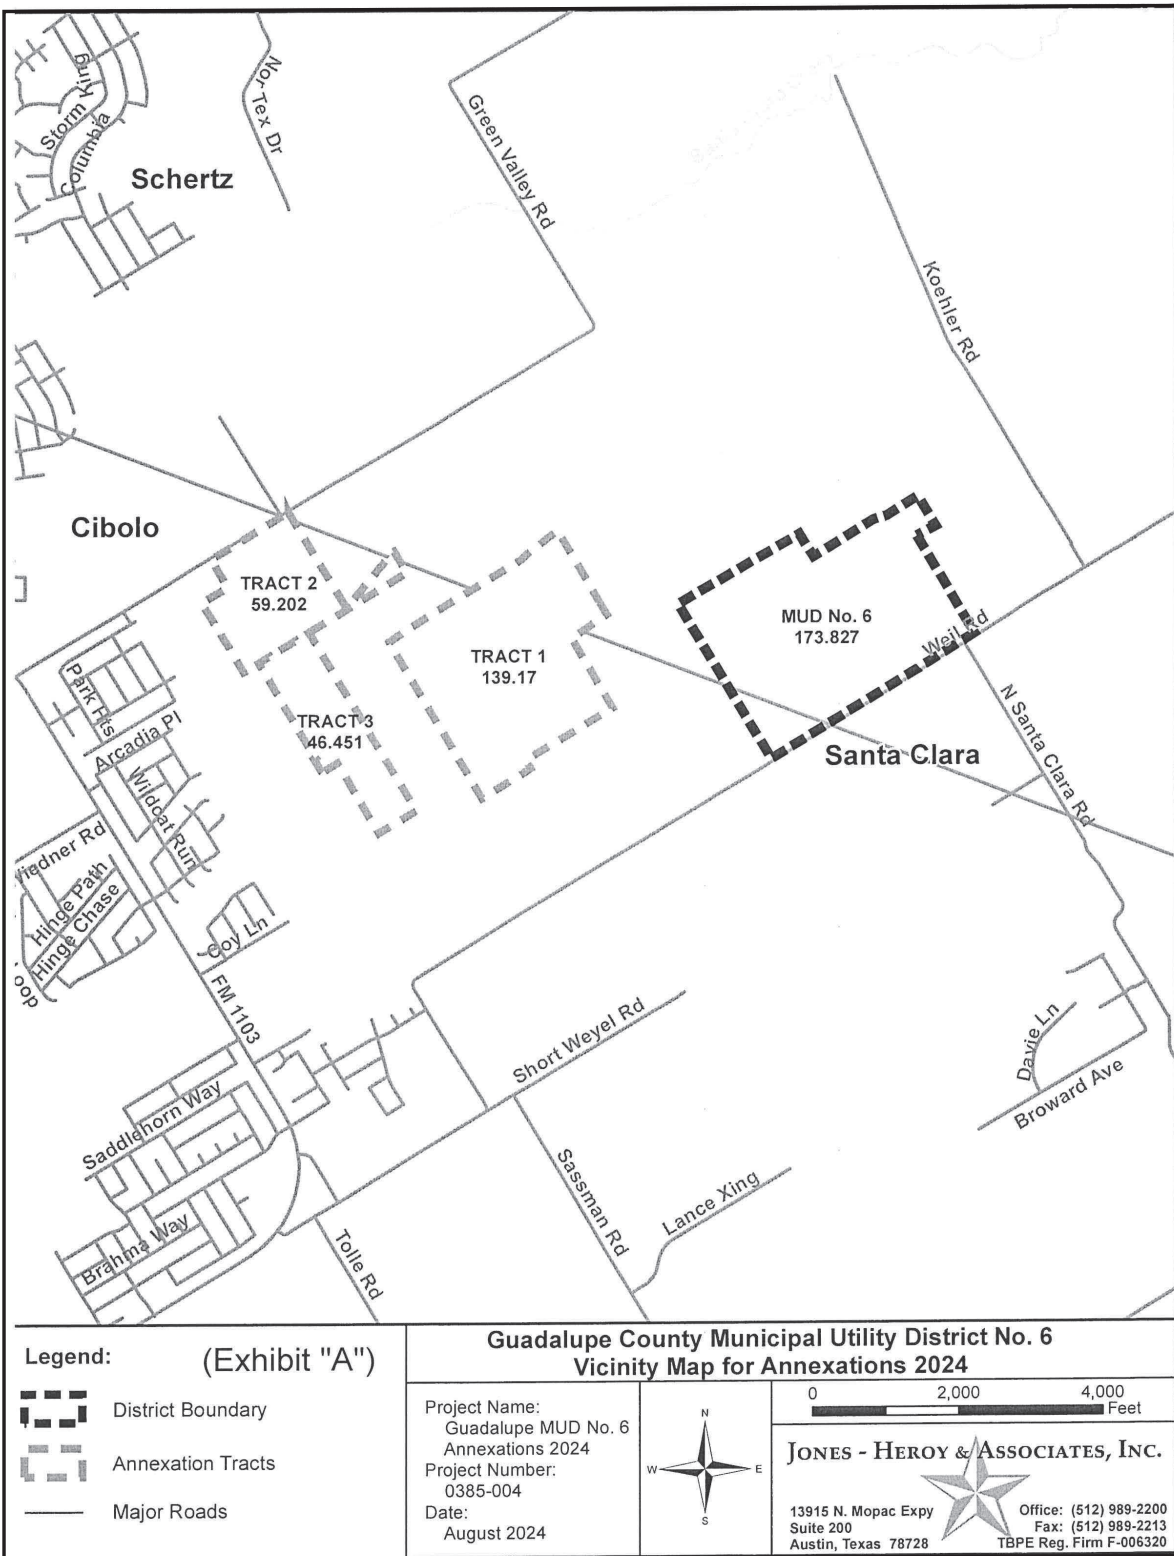 Storm King
Columbia
Nor Tex Dr
Schertz
Green Valley Rd
Koehler Rd
Cibolo
TRACT 2
59.202
TRACT 1
139.17
MUD No. 6
173.827
Weil Rd
TRACT 3
46.451
Park Hts
Arcadia Pl
Wildcat Run
Santa Clara
N Santa Clara Rd
Hinge Path
Hinge Chase
Coy Ln
FM 1103
Short Weyel Rd
Davie Ln
Broward Ave
Saddlehorn Way
Brahma Way
Tolle Rd
Sassman Rd
Lance Xing
Legend:
(Exhibit "A")
District Boundary
Annexation Tracts
Major Roads
Guadalupe County Municipal Utility District No. 6
Vicinity Map for Annexations 2024
Project Name:
Guadalupe MUD No. 6
Annexations 2024
Project Number:
0385-004
Date:
August 2024
N
W
E
S
0 2,000 4,000
Feet
JONES - HEROY & ASSOCIATES, INC.
13915 N. Mopac Expy
Suite 200
Austin, Texas 78728
Office: (512) 989-2200
Fax: (512) 989-2213
TBPE Reg. Firm F-006320